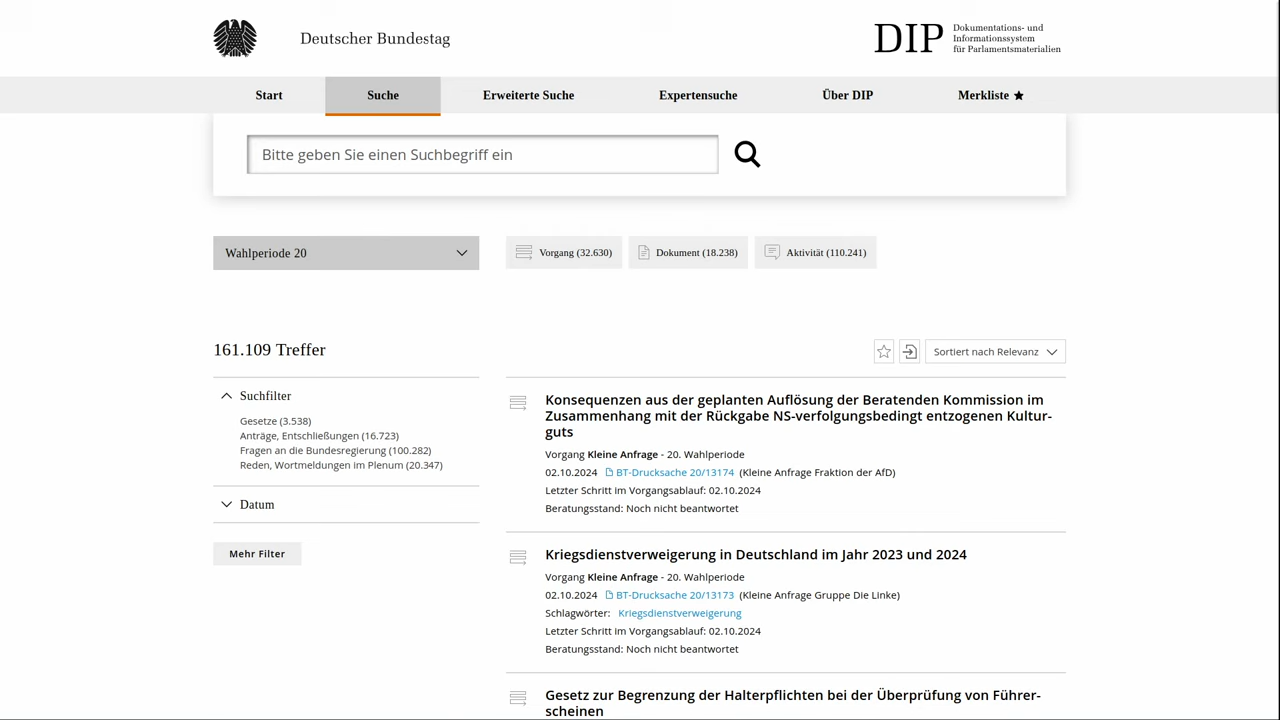 Deutscher Bundestag
DIP
Dokumentations- und
Informationssystem
für Parlamentsmaterialien
Start
Suche
Erweiterte Suche
Expertensuche
Über DIP
Merkliste
Bitte geben Sie einen Suchbegriff ein
Wahlperiode 20
Vorgang (32.630)
Dokument (18.238)
Aktivität (110.241)
161.109 Treffer
Sortiert nach Relevanz
Suchfilter
Gesetze (3.538)
Anträge, Entschließungen (16.723)
Fragen an die Bundesregierung (100.282)
Reden, Wortmeldungen im Plenum (20.347)
Datum
Mehr Filter
Konsequenzen aus der geplanten Auflösung der Beratenden Kommission im
Zusammenhang mit der Rückgabe NS-verfolgungsbedingt entzogenen Kultur-
guts
Vorgang Kleine Anfrage - 20. Wahlperiode
02.10.2024 BT-Drucksache 20/13174 (Kleine Anfrage Fraktion der AfD)
Letzter Schritt im Vorgangsablauf: 02.10.2024
Beratungsstand: Noch nicht beantwortet
Kriegsdienstverweigerung in Deutschland im Jahr 2023 und 2024
Vorgang Kleine Anfrage - 20. Wahlperiode
02.10.2024 BT-Drucksache 20/13173 (Kleine Anfrage Gruppe Die Linke)
Schlagwörter: Kriegsdienstverweigerung
Letzter Schritt im Vorgangsablauf: 02.10.2024
Beratungsstand: Noch nicht beantwortet
Gesetz zur Begrenzung der Halterpflichten bei der Überprüfung von Führer-
scheinen